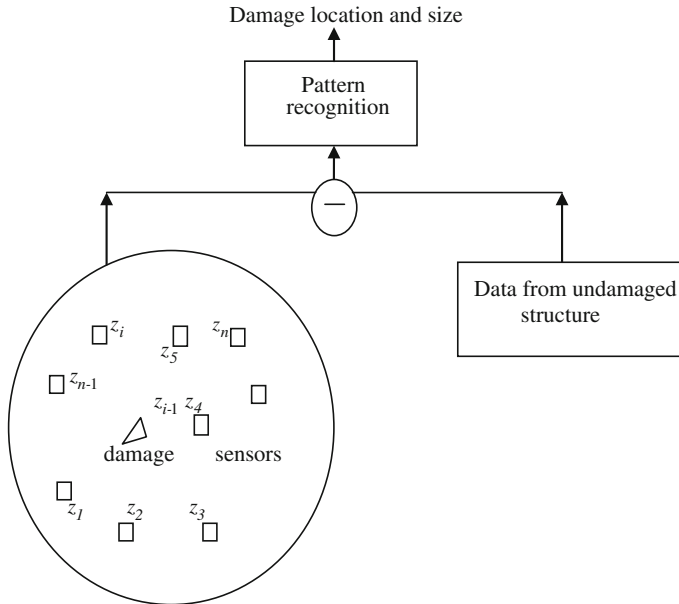 Damage location and size
Pattern
recognition
—
Data from undamaged
structure
z_i
z_5
z_n
z_{n-1}
z_{i-1} z_4
damage
sensors
z_1
z_2
z_3